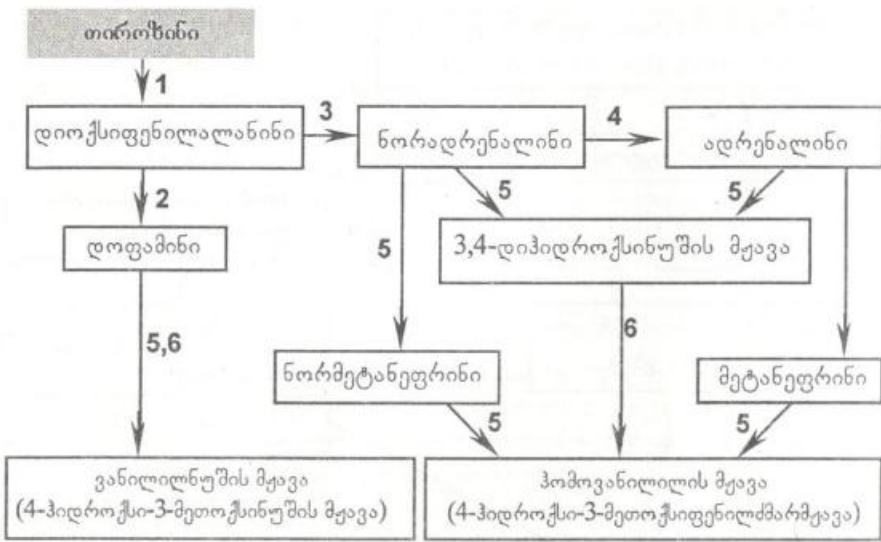 თიროზინი
1
დიოქსიფენილალანინი
3
ნორადრენალინი
4
ადრენალინი
2
5
5
დოფამინი
5
3,4-დიჰიდროქსინუშის მჟავა
5,6
6
ნორმეტანეფრინი
მეტანეფრინი
5
5
ვანილილნუშის მჟავა
(4-ჰიდროქსი-3-მეთოქსინუშის მჟავა)
ჰომოვანილილის მჟავა
(4-ჰიდროქსი-3-მეთოქსიფენილძმარმჟავა)